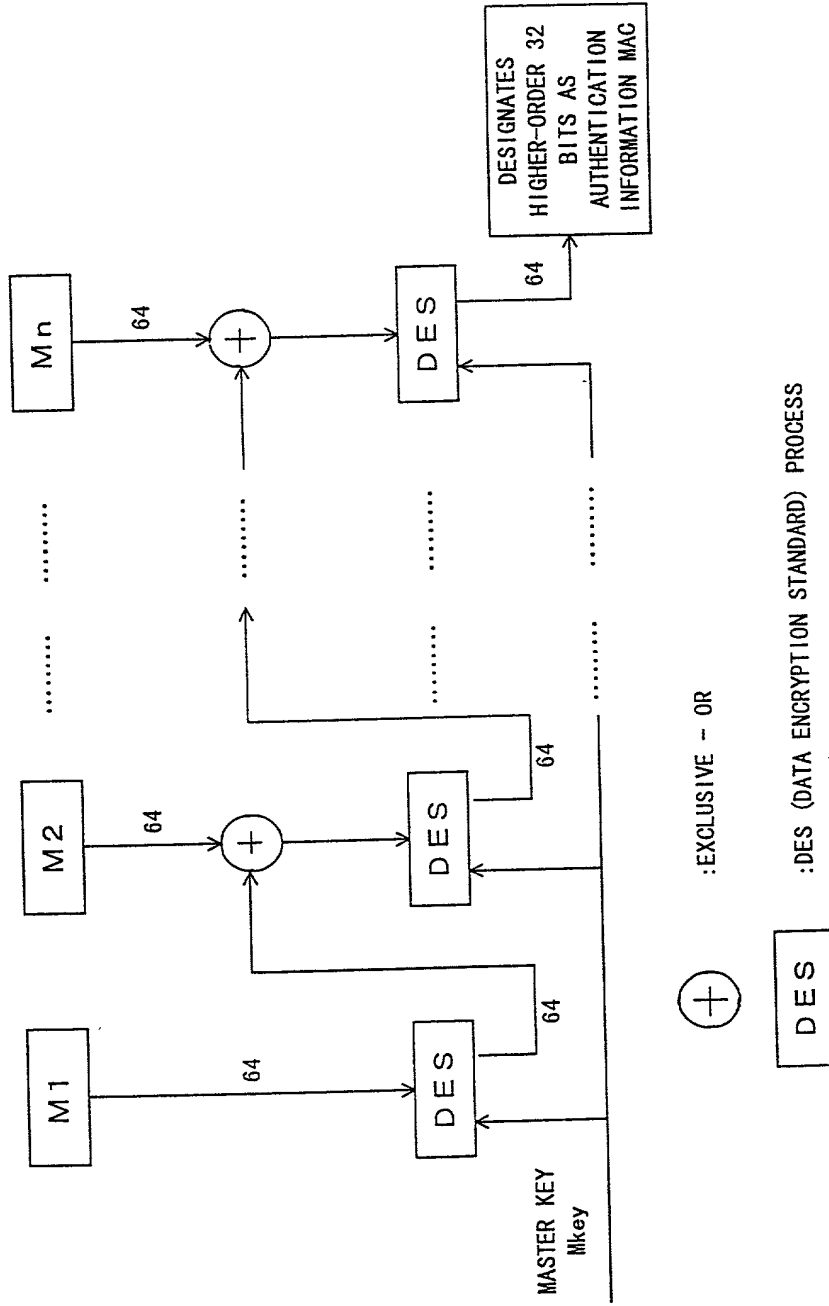 M1
M2
.........
.........
Mn
64
64
64
+
.........
+
DES
DES
.........
.........
DES
64
64
64
DESIGNATES
HIGHER-ORDER 32
BITS AS
AUTHENTICATION
INFORMATION MAC
MASTER KEY
Mkey
.........
.........
+ :EXCLUSIVE - OR
DES :DES (DATA ENCRYPTION STANDARD) PROCESS